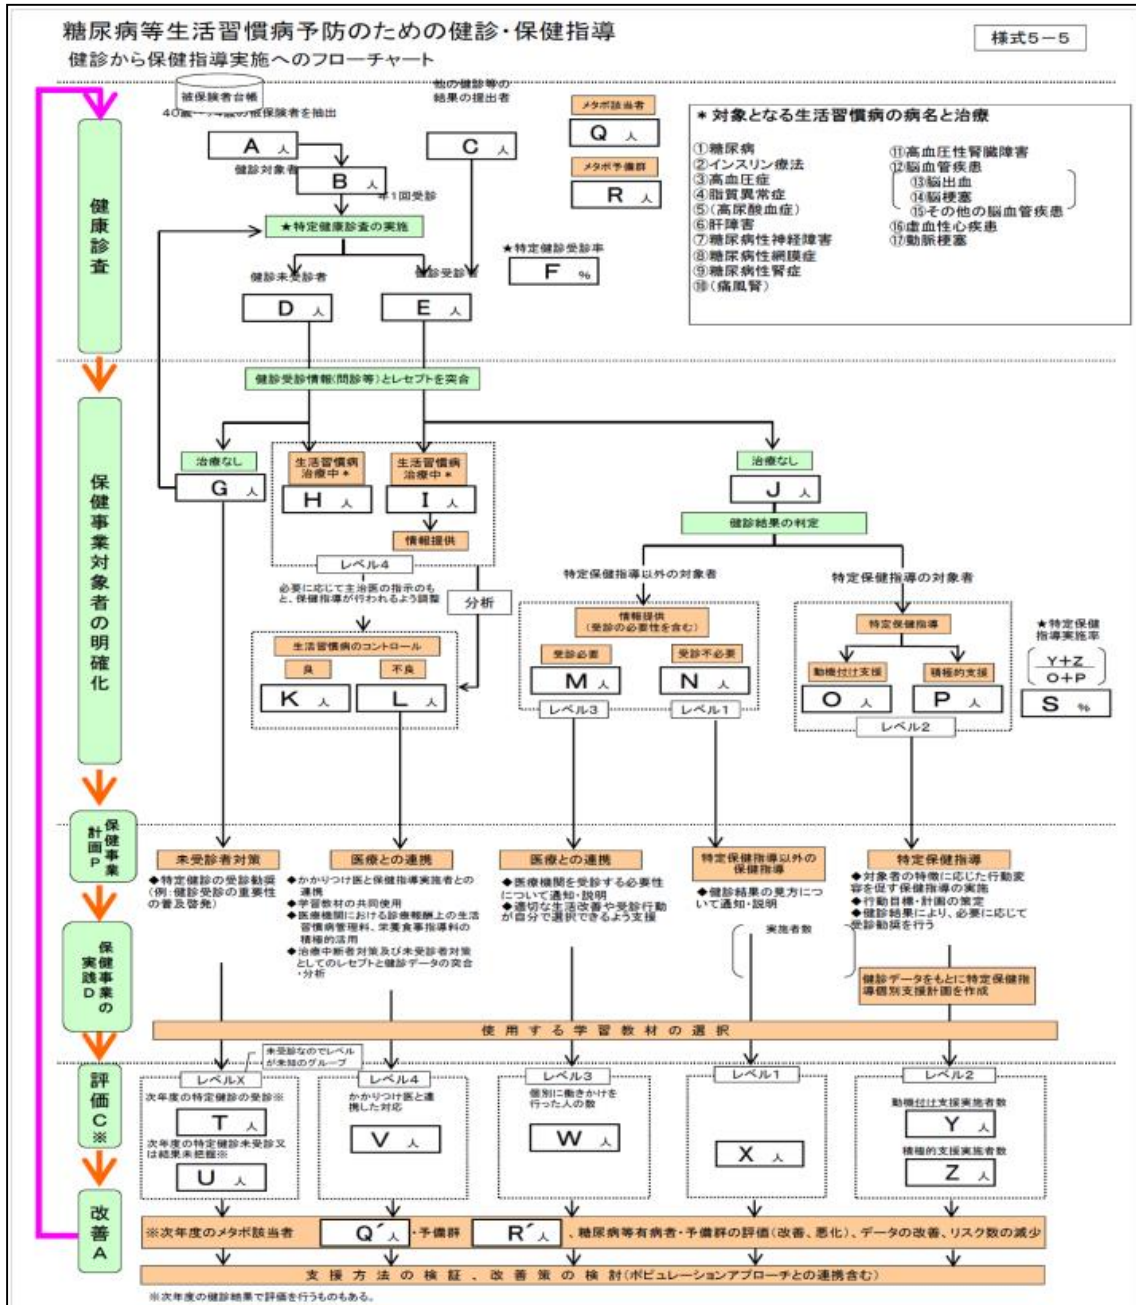 糖尿病等生活習慣病予防のための健診・保健指導
様式5－5
健診から保健指導実施へのフローチャート
被保険者台帳
の被保険者を抽出
他の健診等の
結果の提出者
A 人
健診対象者
B 人
年1回受診
C 人
メタボ該当者
Q 人
メタボ予備群
R 人
* 対象となる生活習慣病の病名と治療
①糖尿病
②インスリン療法
③高血圧症
④脂質異常症
⑤(高尿酸血症)
⑥肝障害
⑦糖尿病性神経障害
⑧糖尿病性網膜症
⑨糖尿病性腎症
⑩(痛風腎)
⑪高血圧性腎臓障害
⑫脳血管疾患
⑬脳出血
⑭脳梗塞
⑮その他の脳血管疾患
⑯虚血性心疾患
⑰動脈梗塞
健康診査
★特定健康診査の実施
健診未受診者
健診受診者
★特定健診受診率
F %
D 人
E 人
健診受診情報(問診等)とレセプトを突合
保健事業対象者の明確化
治療なし
G 人
生活習慣病
治療中*
H 人
生活習慣病
治療中*
I 人
情報提供
レベル4
治療なし
J 人
健診結果の判定
必要に応じて主治医の指示のも
と、保健指導が行われるよう調整
分析
生活習慣病のコントロール
良
不良
K 人
L 人
特定保健指導以外の対象者
情報提供
(受診の必要性を含む)
受診必要
受診不必要
M 人
N 人
レベル3
レベル1
特定保健指導の対象者
特定保健指導
動機付け支援
積極的支援
O 人
P 人
レベル2
★特定保健
指導実施率
Y+Z
O+P
S %
保健事業
計画P
未受診者対策
◆特定健診の受診勧奨
(例:健診受診の重要性
の普及啓発)
医療との連携
◆かかりつけ医と保健指導実施者との
連携
◆学習教材の共同使用
◆医療機関における診療報酬上の生活
習慣病管理料、栄養食事指導料の
積極的活用
◆治療中断者対策及び未受診者対策
としてのレセプトと健診データの突合
・分析
医療との連携
◆医療機関を受診する必要性
について通知・説明
◆適切な生活改善や受診行動
が自分で選択できるよう支援
特定保健指導以外の
保健指導
◆健診結果の見方につ
いて通知・説明
実施者数
特定保健指導
◆対象者の特徴に応じた行動変
容を促す保健指導の実施
◆行動目標・計画の策定
◆健診結果により、必要に応じて
受診勧奨を行う
健診データをもとに特定保健指
導個別支援計画を作成
保健事業の
実践D
使用する学習教材の選択
評価C※
未受診なのでレベル
が未知のグループ
レベルX
次年度の特定健診の受診※
T 人
次年度の特定健診未受診又
は結果未把握※
U 人
レベル4
かかりつけ医と連
携した対応
V 人
レベル3
個別に働きかけを
行った人の数
W 人
レベル1
X 人
レベル2
動機付け支援実施者数
Y 人
積極的支援実施者数
Z 人
改善A
※次年度のメタボ該当者 Q´人 ・予備群 R´人 、糖尿病等有病者・予備群の評価(改善、悪化)、データの改善、リスク数の減少
支援方法の検証、改善策の検討(ポピュレーションアプローチとの連携含む)
※次年度の健診結果で評価を行うものもある。